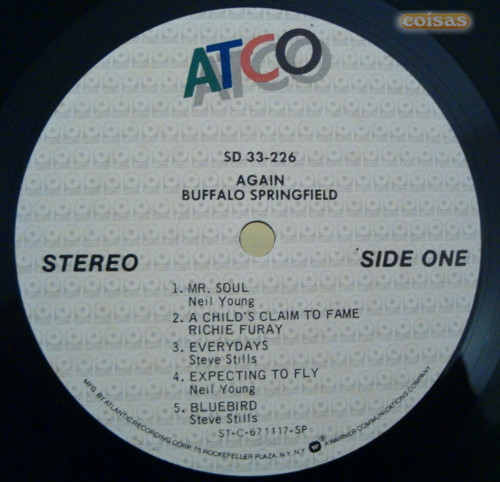 eoisas
ATCO
SD 33-226
AGAIN
BUFFALO SPRINGFIELD
STEREO
SIDE ONE
1. MR. SOUL
Neil Young
2. A CHILD'S CLAIM TO FAME
RICHIE FURAY
3. EVERYDAYS
Steve Stills
4. EXPECTING TO FLY
Neil Young
5. BLUEBIRD
Steve Stills
ST-C-671117-SP
MFG. BY ATLANTIC RECORDING CORP. 75 ROCKEFELLER PLAZA, N.Y. N.Y. W A WARNER COMMUNICATIONS COMPANY